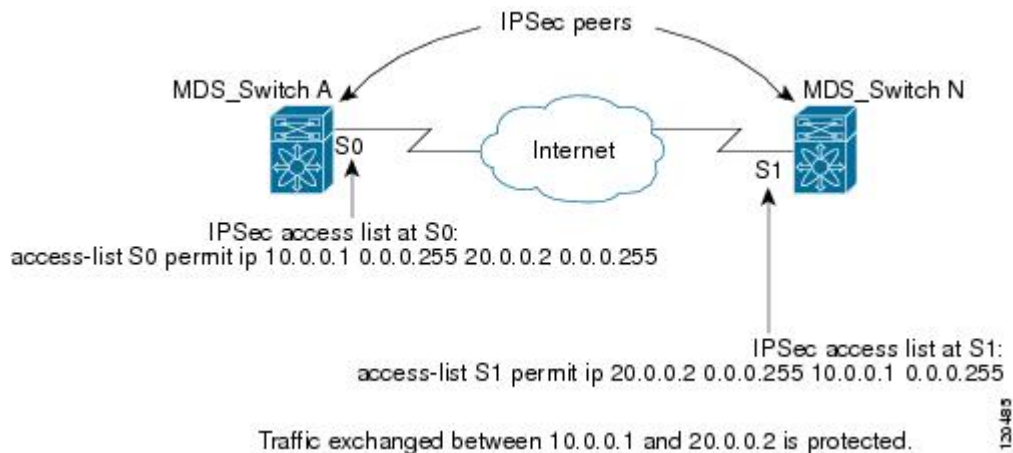 IPSec peers
MDS_Switch A
MDS_Switch N
S0
Internet
S1
IPSec access list at S0:
access-list S0 permit ip 10.0.0.1 0.0.0.255 20.0.0.2 0.0.0.255
IPSec access list at S1:
access-list S1 permit ip 20.0.0.2 0.0.0.255 10.0.0.1 0.0.0.255
Traffic exchanged between 10.0.0.1 and 20.0.0.2 is protected.
120485